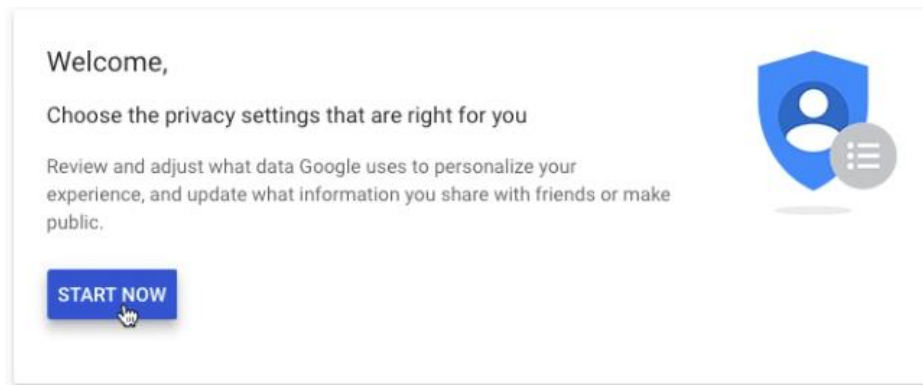 Welcome,
Choose the privacy settings that are right for you
Review and adjust what data Google uses to personalize your
experience, and update what information you share with friends or make
public.
START NOW